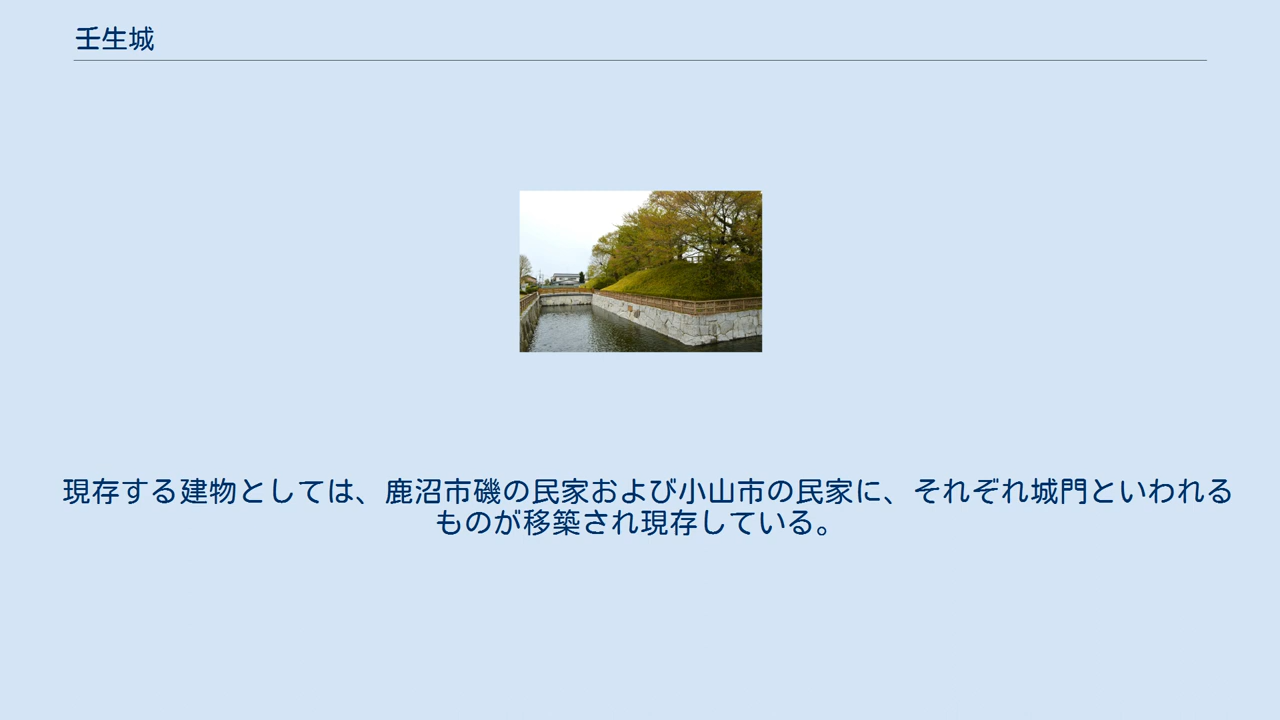 壬生城
現存する建物としては、鹿沼市磯の民家および小山市の民家に、それぞれ城門といわれる
ものが移築され現存している。